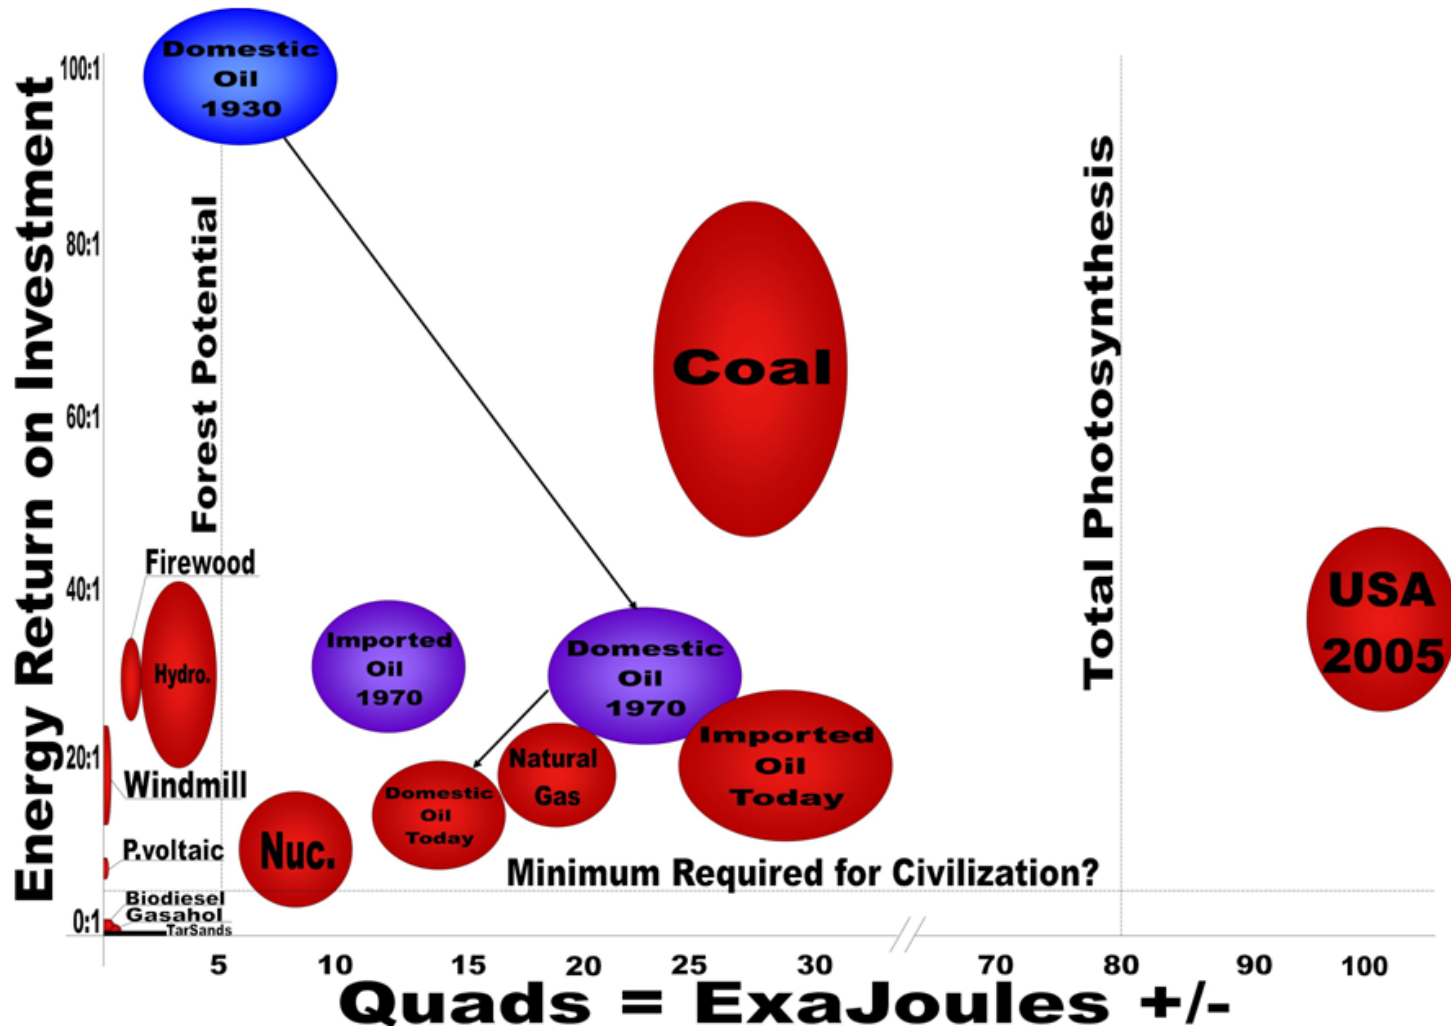 Energy Return on Investment
100:1
80:1
60:1
40:1
20:1
0:1
Domestic
Oil
1930
Forest Potential
Coal
Total Photosynthesis
USA
2005
Firewood
Hydro.
Imported
Oil
1970
Domestic
Oil
1970
Windmill
Natural
Gas
Imported
Oil
Today
Domestic
Oil
Today
P.voltaic
Nuc.
Minimum Required for Civilization?
Biodiesel
Gasahol
TarSands
5 10 15 20 25 30 70 80 90 100
Quads = ExaJoules +/-